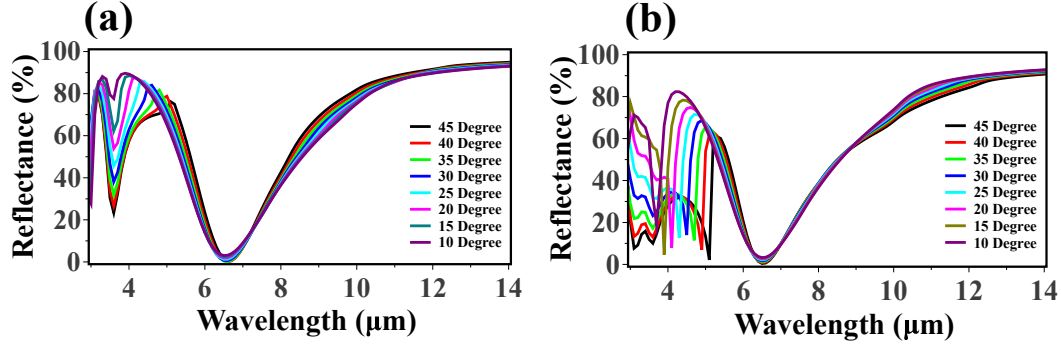 (a)
Reflectance (%)
100
80
60
40
20
0
45 Degree
40 Degree
35 Degree
30 Degree
25 Degree
20 Degree
15 Degree
10 Degree
4 6 8 10 12 14
Wavelength (μm)
(b)
Reflectance (%)
100
80
60
40
20
0
45 Degree
40 Degree
35 Degree
30 Degree
25 Degree
20 Degree
15 Degree
10 Degree
4 6 8 10 12 14
Wavelength (μm)